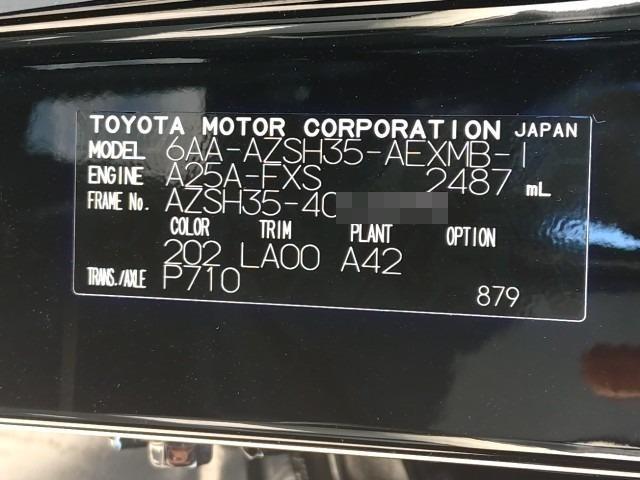 TOYOTA MOTOR CORPORATION JAPAN
MODEL 6AA-AZSH35-AEXMB-I
ENGINE A25A-FXS 2487 mL
FRAME No. AZSH35-40
COLOR TRIM PLANT OPTION
202 LA00 A42
TRANS./AXLE P710
879